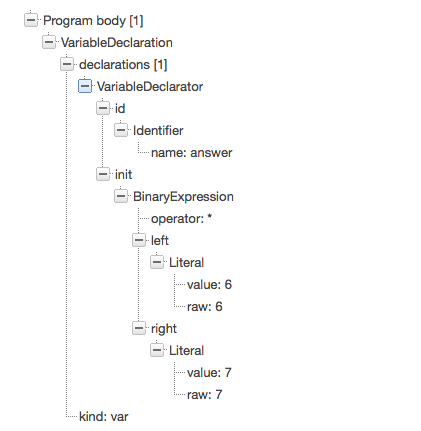 Program body [1]
VariableDeclaration
declarations [1]
VariableDeclarator
id
Identifier
name: answer
init
BinaryExpression
operator: *
left
Literal
value: 6
raw: 6
right
Literal
value: 7
raw: 7
kind: var